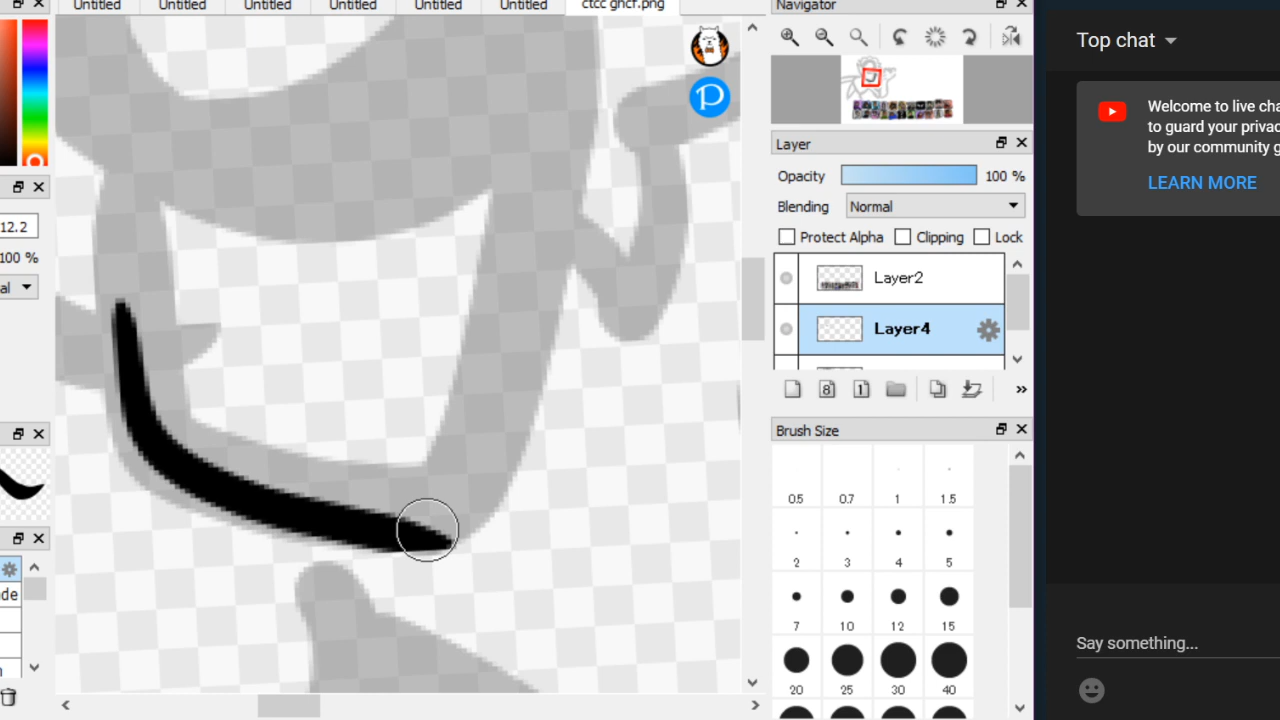 Untitled
Untitled
Untitled
Untitled
Untitled
Untitled
ctcc ghcf.png
Navigator
Top chat
Welcome to live cha
to guard your privac
by our community g
LEARN MORE
Layer
Opacity
100 %
Blending
Normal
Protect Alpha
Clipping
Lock
12.2
100 %
al
Layer2
Layer4
8
1
»
Brush Size
0.5
0.7
1
1.5
2
3
4
5
7
10
12
15
20
25
30
40
de
n
P
Say something...